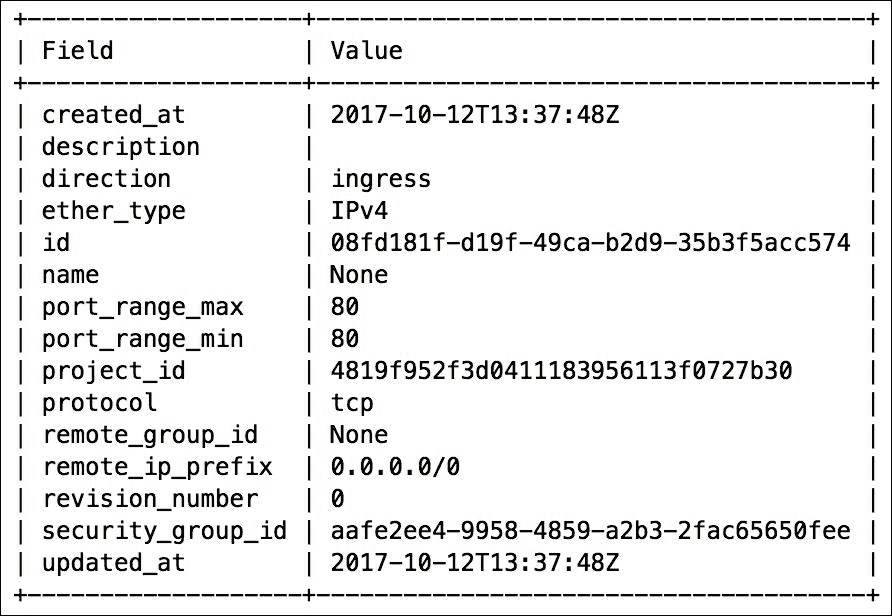 +-------------------+--------------------------------------+
| Field             | Value                                |
+-------------------+--------------------------------------+
| created_at        | 2017-10-12T13:37:48Z                 |
| description       |                                      |
| direction         | ingress                              |
| ether_type        | IPv4                                 |
| id                | 08fd181f-d19f-49ca-b2d9-35b3f5acc574 |
| name              | None                                 |
| port_range_max    | 80                                   |
| port_range_min    | 80                                   |
| project_id        | 4819f952f3d0411183956113f0727b30     |
| protocol          | tcp                                  |
| remote_group_id   | None                                 |
| remote_ip_prefix  | 0.0.0.0/0                            |
| revision_number   | 0                                    |
| security_group_id | aafe2ee4-9958-4859-a2b3-2fac65650fee |
| updated_at        | 2017-10-12T13:37:48Z                 |
+-------------------+--------------------------------------+